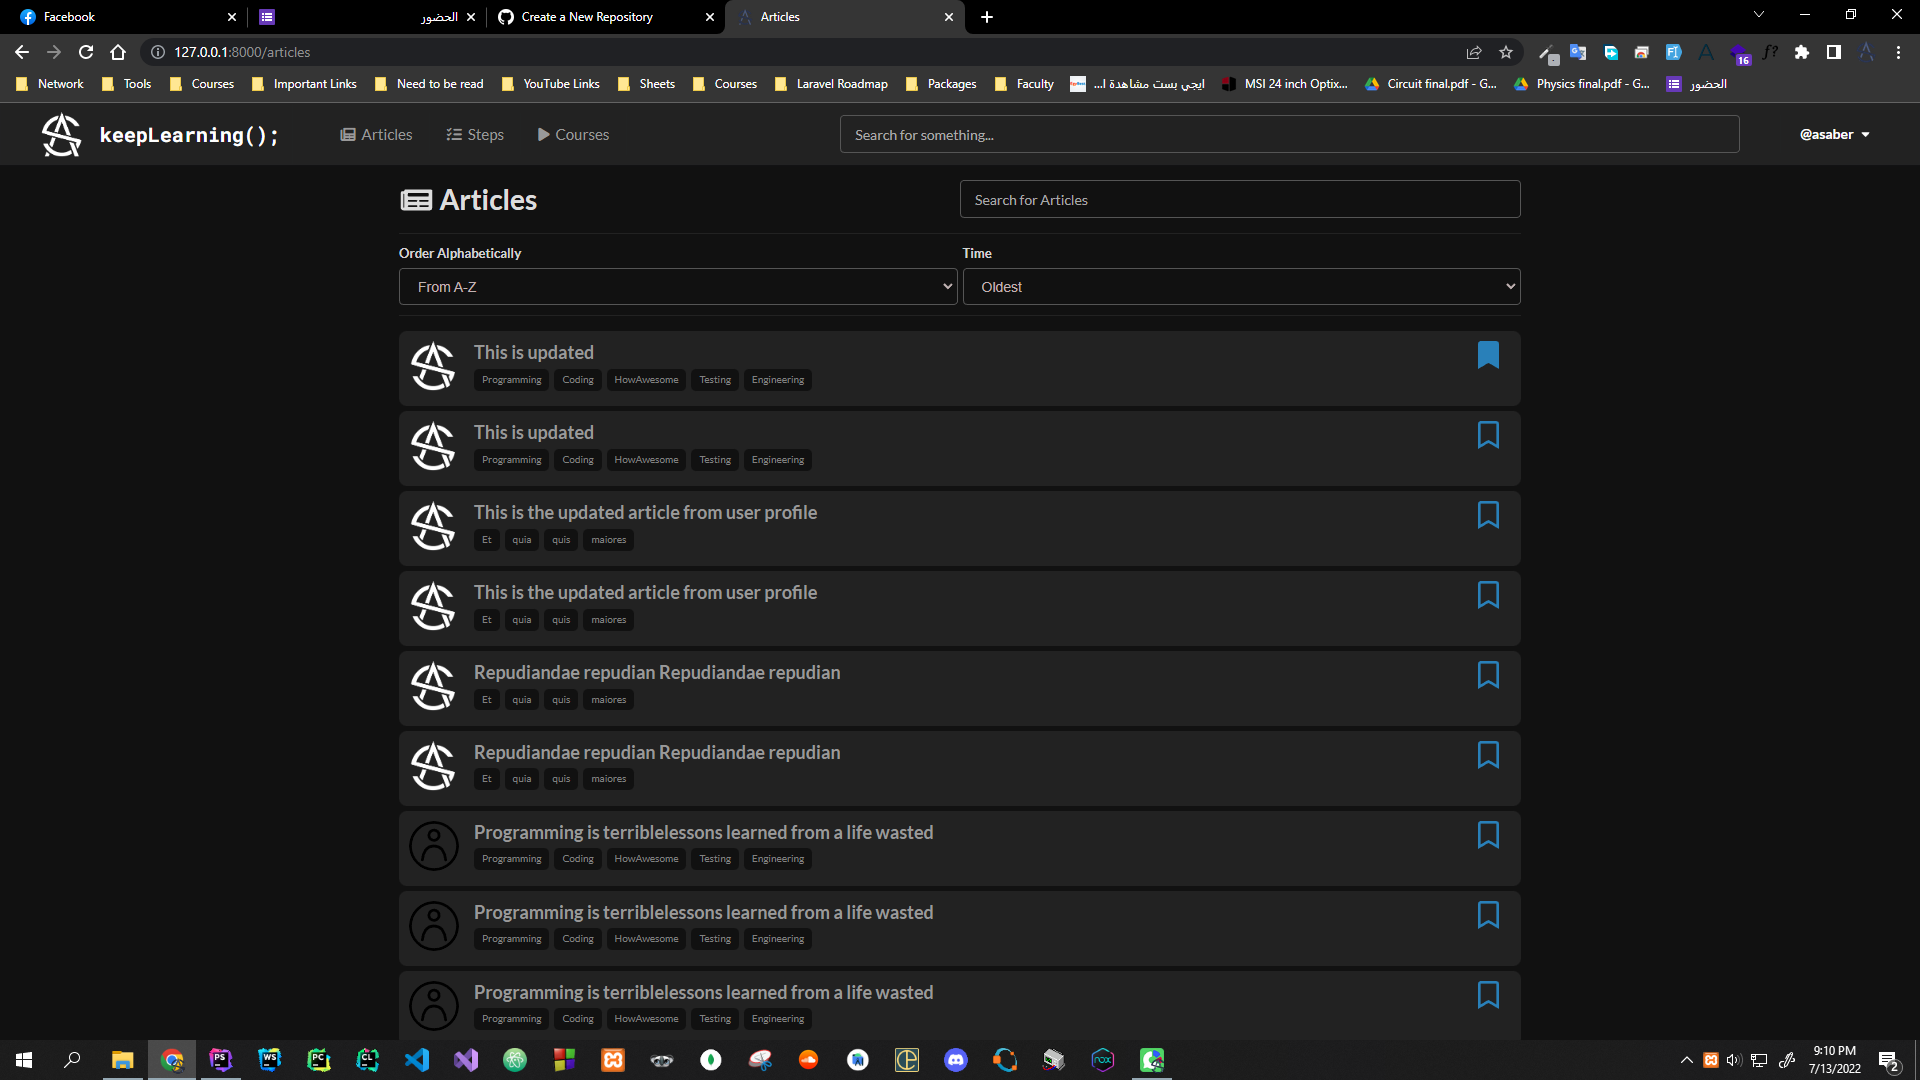 Facebook
الحضور
Create a New Repository
Articles
127.0.0.1:8000/articles
16
Network Tools Courses Important Links Need to be read YouTube Links Sheets Courses Laravel Roadmap Packages Faculty ايجي بست مشاهدة ا... MSI 24 inch Optix... Circuit final.pdf - G... Physics final.pdf - G... الحضور
keepLearning(); Articles Steps Courses Search for something... @asaber
Articles Search for Articles
Order Alphabetically Time
From A-Z Oldest
This is updated
Programming Coding HowAwesome Testing Engineering
This is updated
Programming Coding HowAwesome Testing Engineering
This is the updated article from user profile
Et quia quis maiores
This is the updated article from user profile
Et quia quis maiores
Repudiandae repudian Repudiandae repudian
Et quia quis maiores
Repudiandae repudian Repudiandae repudian
Et quia quis maiores
Programming is terriblelessons learned from a life wasted
Programming Coding HowAwesome Testing Engineering
Programming is terriblelessons learned from a life wasted
Programming Coding HowAwesome Testing Engineering
Programming is terriblelessons learned from a life wasted
Programming Coding HowAwesome Testing Engineering
PS WS PC CL
9:10 PM
7/13/2022
2